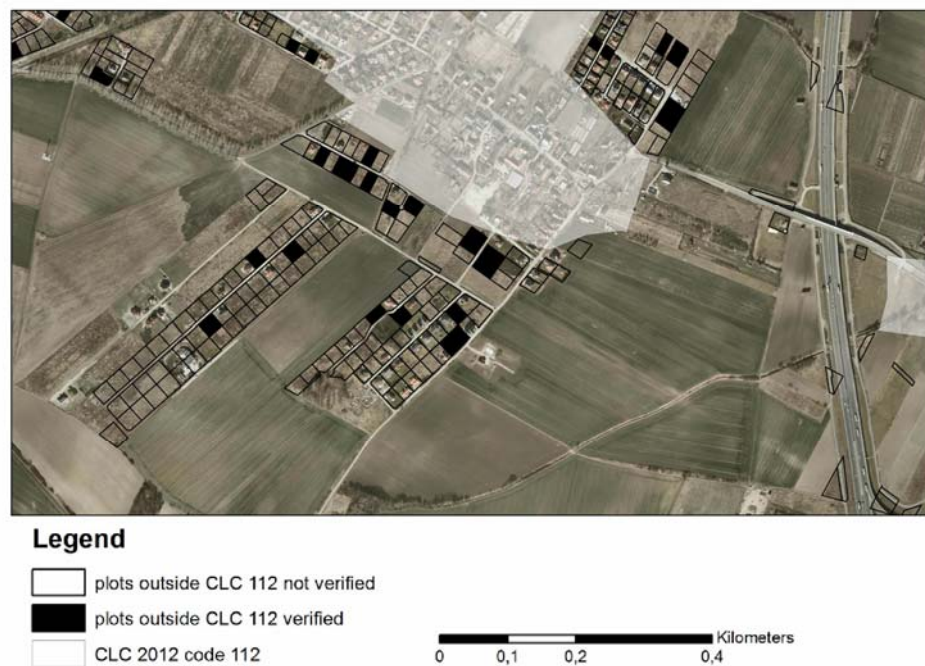 Legend
plots outside CLC 112 not verified
plots outside CLC 112 verified
CLC 2012 code 112
Kilometers
0 0,1 0,2 0,4